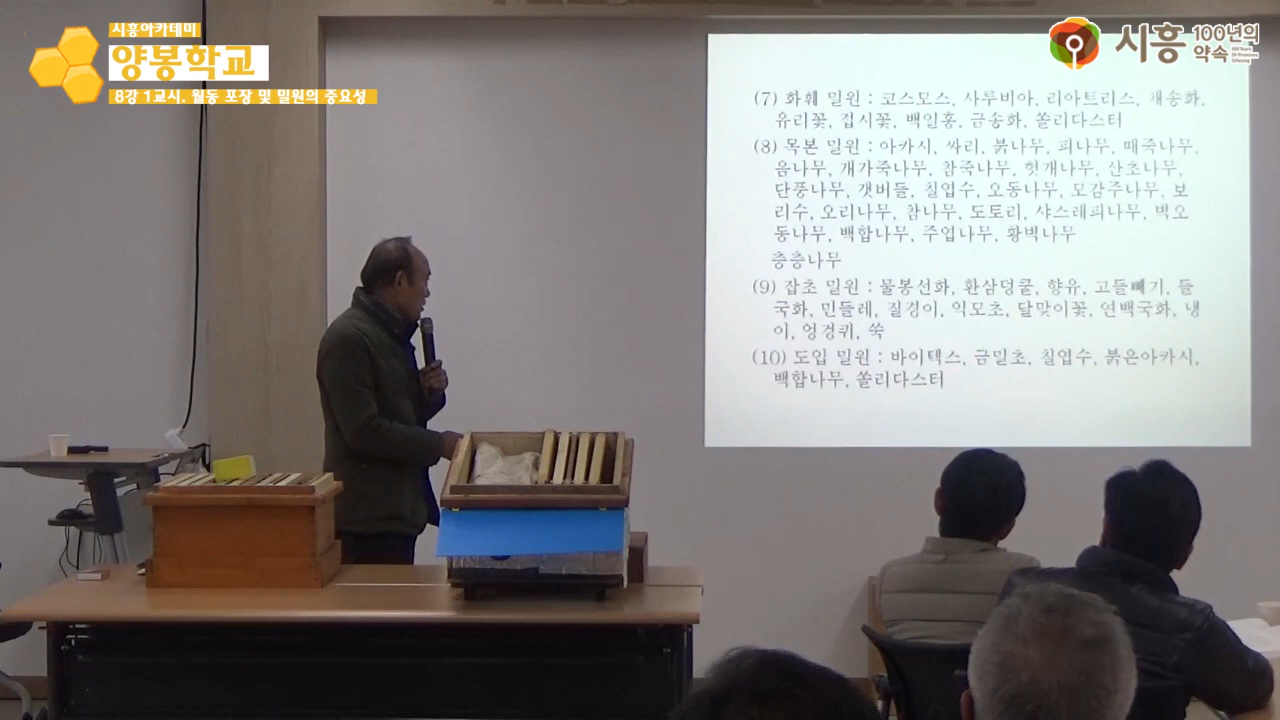 시흥아카데미
양봉학교
8강 1교시. 월동 포장 및 밀원의 중요성
시흥 100년의 약속
(7) 화훼 밀원 : 코스모스, 사루비아, 리아트리스, 채송화,
유리꽃, 접시꽃, 백일홍, 금송화, 쏠리다스터
(8) 목본 밀원 : 아카시, 싸리, 붉나무, 피나무, 때죽나무,
음나무, 개가죽나무, 참죽나무, 헛개나무, 산초나무,
단풍나무, 갯버들, 칠엽수, 오동나무, 모감주나무, 보
리수, 오리나무, 참나무, 도토리, 샤스레피나무, 벽오
동나무, 백합나무, 주엽나무, 황벽나무
층층나무
(9) 잡초 밀원 : 물봉선화, 환삼덩쿨, 향유, 고들빼기, 들
국화, 민들레, 질경이, 익모초, 달맞이꽃, 연백국화, 냉
이, 엉겅퀴, 쑥
(10) 도입 밀원 : 바이텍스, 금밀초, 칠엽수, 붉은아카시,
백합나무, 쏠리다스터